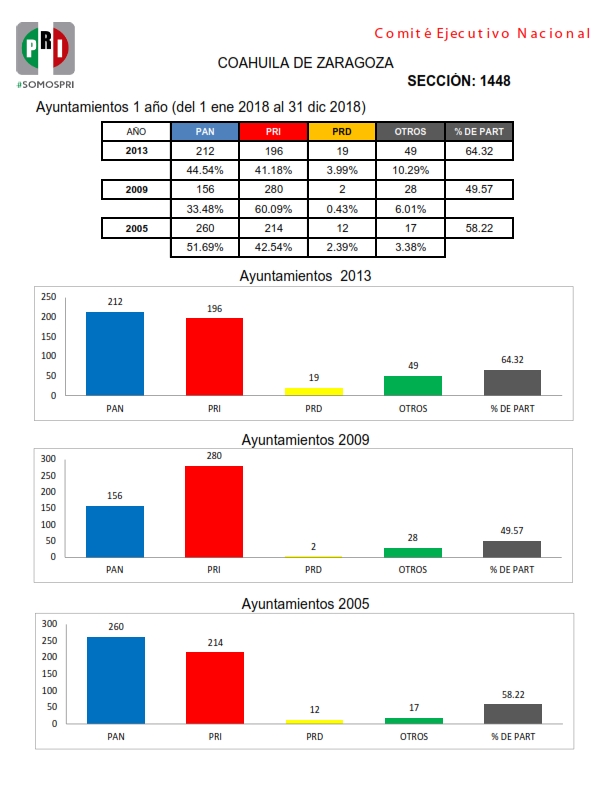 Comité Ejecutivo Nacional
PRI
#SOMOSPRI
COAHUILA DE ZARAGOZA
SECCIÓN: 1448
Ayuntamientos 1 año (del 1 ene 2018 al 31 dic 2018)
AÑO PAN PRI PRD OTROS % DE PART
2013 212 196 19 49 64.32
44.54% 41.18% 3.99% 10.29%
2009 156 280 2 28 49.57
33.48% 60.09% 0.43% 6.01%
2005 260 214 12 17 58.22
51.69% 42.54% 2.39% 3.38%
Ayuntamientos 2013
250
200
150
100
50
0
212 196 19 49 64.32
PAN PRI PRD OTROS % DE PART
Ayuntamientos 2009
300
250
200
150
100
50
0
156 280 2 28 49.57
PAN PRI PRD OTROS % DE PART
Ayuntamientos 2005
300
250
200
150
100
50
0
260 214 12 17 58.22
PAN PRI PRD OTROS % DE PART